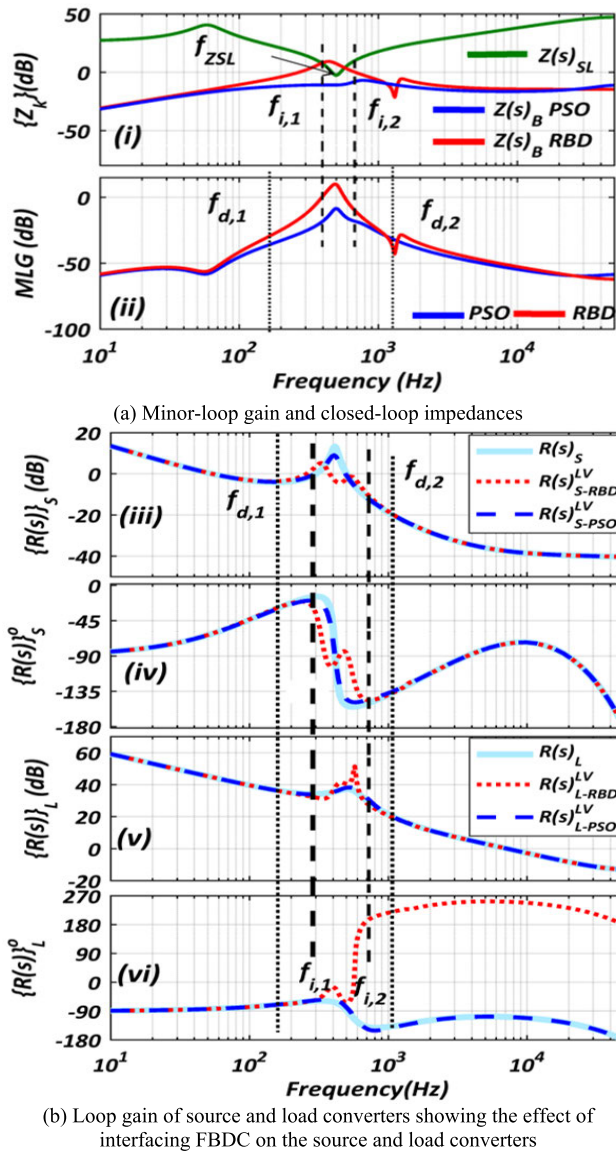 50
0
-50
{Z_k}(dB)
(i)
f_ZSL
f_i,1
f_i,2
Z(s)_SL
Z(s)_B PSO
Z(s)_B RBD
0
-50
-100
MLG (dB)
(ii)
f_d,1
f_d,2
PSO RBD
10^1 10^2 10^3 10^4
Frequency (Hz)
(a) Minor-loop gain and closed-loop impedances
20
0
-20
-40
{R(s)}_S (dB)
(iii)
f_d,1
f_d,2
R(s)_S
R(s)^LV_S-RBD
R(s)^LV_S-PSO
0
-45
-90
-135
-180
{R(s)}^o_S
(iv)
60
40
20
0
20
{R(s)}_L (dB)
(v)
R(s)_L
R(s)^LV_L-RBD
R(s)^LV_L-PSO
270
180
90
0
-90
-180
{R(s)}^o_L
(vi)
f_i,1
f_i,2
10^1 10^2 10^3 10^4
Frequency(Hz)
(b) Loop gain of source and load converters showing the effect of
interfacing FBDC on the source and load converters